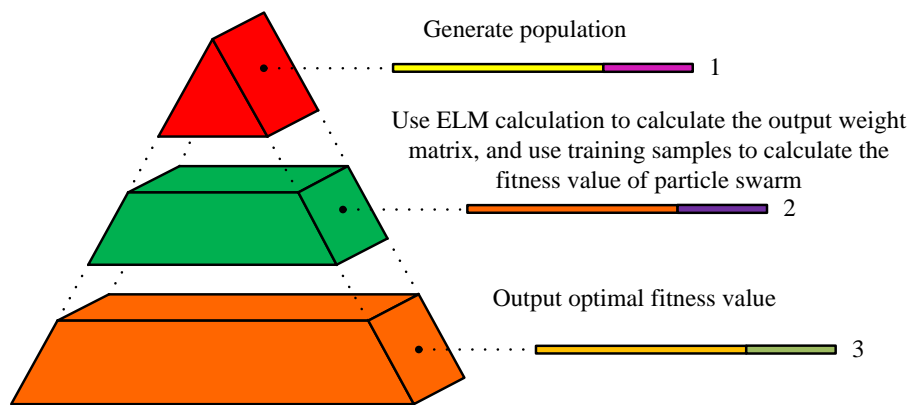 Generate population
1
Use ELM calculation to calculate the output weight
matrix, and use training samples to calculate the
fitness value of particle swarm
2
Output optimal fitness value
3